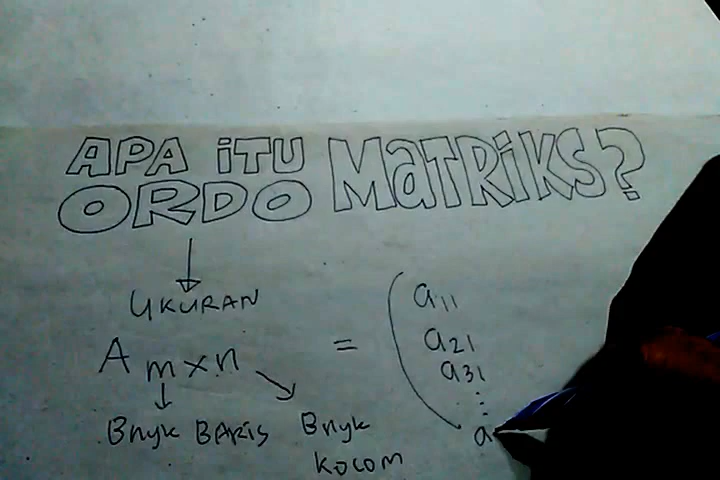 APA iTU MaTRiKS?
ORDO
UKURAN
A m×n = ( a11
a21
a31
⋮
a
Bnyk BARIS Bnyk
KOLOM